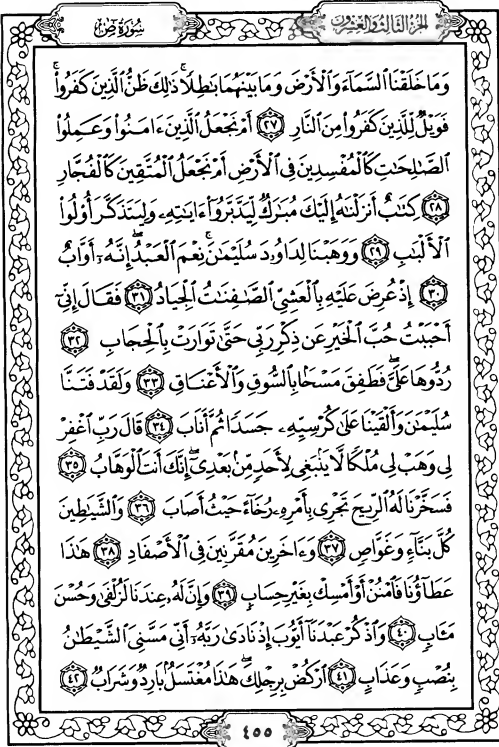 الجزء الثالث والعشرون
سورة ص
وَمَا خَلَقْنَا ٱلسَّمَآءَ وَٱلْأَرْضَ وَمَا بَيْنَهُمَا بَٰطِلًا ۚ ذَٰلِكَ ظَنُّ ٱلَّذِينَ كَفَرُوا۟ ۚ
فَوَيْلٌ لِّلَّذِينَ كَفَرُوا۟ مِنَ ٱلنَّارِ ٢٧ أَمْ نَجْعَلُ ٱلَّذِينَ ءَامَنُوا۟ وَعَمِلُوا۟
ٱلصَّٰلِحَٰتِ كَٱلْمُفْسِدِينَ فِى ٱلْأَرْضِ أَمْ نَجْعَلُ ٱلْمُتَّقِينَ كَٱلْفُجَّارِ
٢٨ كِتَٰبٌ أَنزَلْنَٰهُ إِلَيْكَ مُبَٰرَكٌ لِّيَدَّبَّرُوٓا۟ ءَايَٰتِهِۦ وَلِيَتَذَكَّرَ أُو۟لُوا۟
ٱلْأَلْبَٰبِ ٢٩ وَوَهَبْنَا لِدَاوُۥدَ سُلَيْمَٰنَ ۚ نِعْمَ ٱلْعَبْدُ ۖ إِنَّهُۥٓ أَوَّابٌ
٣٠ إِذْ عُرِضَ عَلَيْهِ بِٱلْعَشِىِّ ٱلصَّٰفِنَٰتُ ٱلْجِيَادُ ٣١ فَقَالَ إِنِّىٓ
أَحْبَبْتُ حُبَّ ٱلْخَيْرِ عَن ذِكْرِ رَبِّى حَتَّىٰ تَوَارَتْ بِٱلْحِجَابِ ٣٢
رُدُّوهَا عَلَىَّ ۖ فَطَفِقَ مَسْحًۢا بِٱلسُّوقِ وَٱلْأَعْنَاقِ ٣٣ وَلَقَدْ فَتَنَّا
سُلَيْمَٰنَ وَأَلْقَيْنَا عَلَىٰ كُرْسِيِّهِۦ جَسَدًا ثُمَّ أَنَابَ ٣٤ قَالَ رَبِّ ٱغْفِرْ
لِى وَهَبْ لِى مُلْكًا لَّا يَنۢبَغِى لِأَحَدٍ مِّنۢ بَعْدِىٓ ۖ إِنَّكَ أَنتَ ٱلْوَهَّابُ ٣٥
فَسَخَّرْنَا لَهُ ٱلرِّيحَ تَجْرِى بِأَمْرِهِۦ رُخَآءً حَيْثُ أَصَابَ ٣٦ وَٱلشَّيَٰطِينَ
كُلَّ بَنَّآءٍ وَغَوَّاصٍ ٣٧ وَءَاخَرِينَ مُقَرَّنِينَ فِى ٱلْأَصْفَادِ ٣٨ هَٰذَا
عَطَآؤُنَا فَٱمْنُنْ أَوْ أَمْسِكْ بِغَيْرِ حِسَابٍ ٣٩ وَإِنَّ لَهُۥ عِندَنَا لَزُلْفَىٰ وَحُسْنَ
مَـَٔابٍ ٤٠ وَٱذْكُرْ عَبْدَنَآ أَيُّوبَ إِذْ نَادَىٰ رَبَّهُۥٓ أَنِّى مَسَّنِىَ ٱلشَّيْطَٰنُ
بِنُصْبٍ وَعَذَابٍ ٤١ ٱرْكُضْ بِرِجْلِكَ ۖ هَٰذَا مُغْتَسَلٌۢ بَارِدٌ وَشَرَابٌ ٤٢
٤٥٥